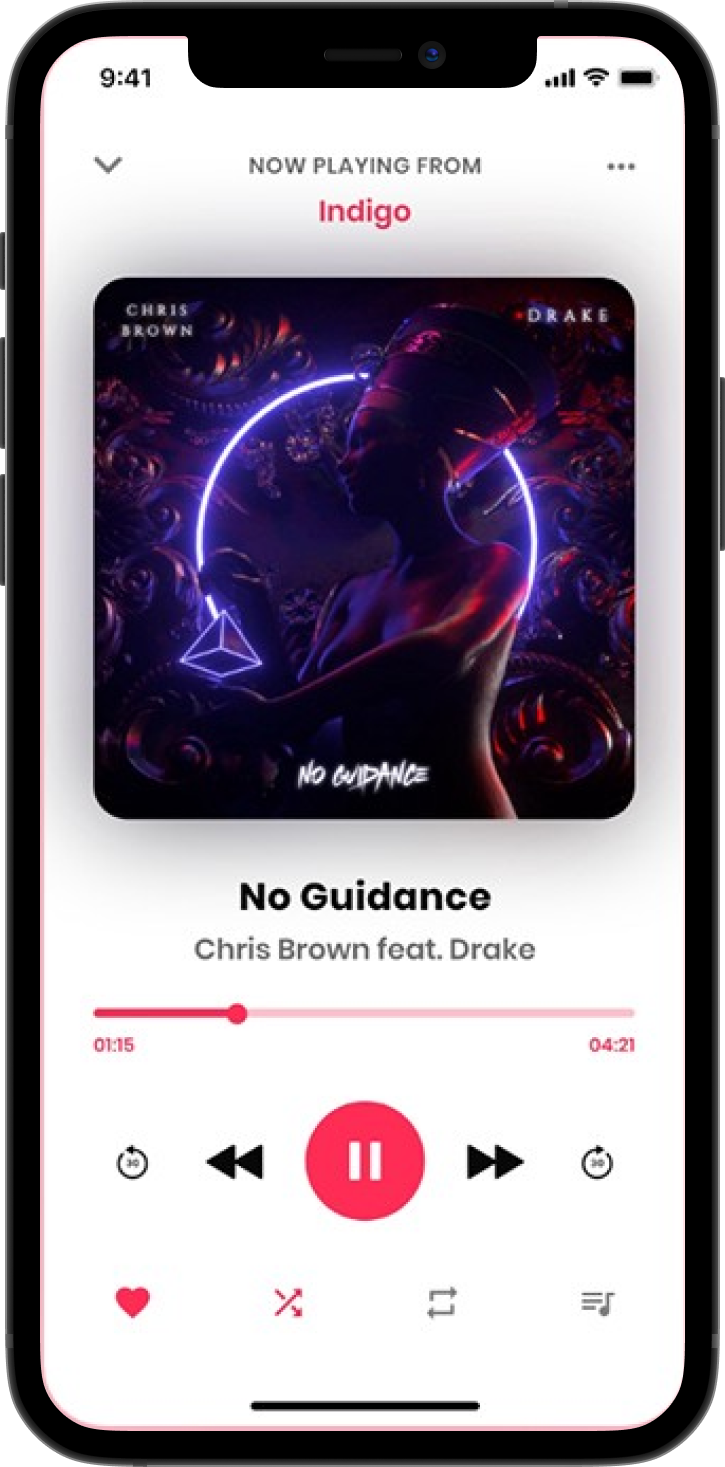 9:41
NOW PLAYING FROM
Indigo
CHRIS
BROWN
DRAKE
NO GUIDANCE
No Guidance
Chris Brown feat. Drake
01:15
04:21
30
30